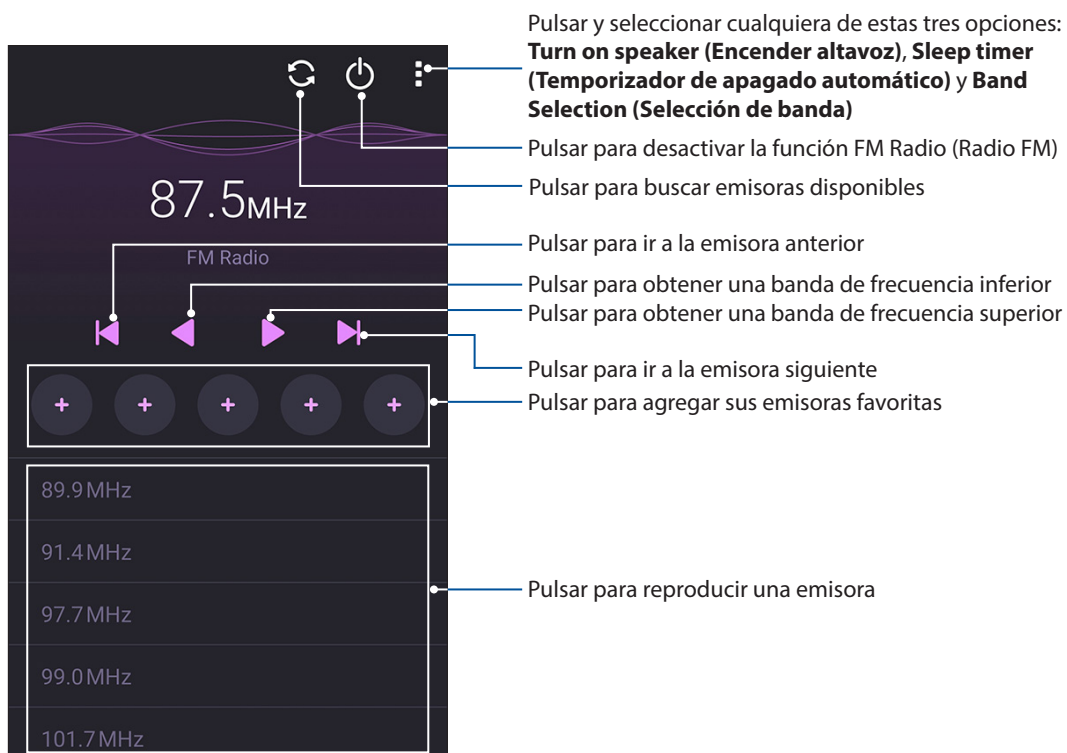 Pulsar y seleccionar cualquiera de estas tres opciones:
Turn on speaker (Encender altavoz), Sleep timer
(Temporizador de apagado automático) y Band
Selection (Selección de banda)
Pulsar para desactivar la función FM Radio (Radio FM)
Pulsar para buscar emisoras disponibles
87.5MHz
FM Radio
Pulsar para ir a la emisora anterior
Pulsar para obtener una banda de frecuencia inferior
Pulsar para obtener una banda de frecuencia superior
Pulsar para ir a la emisora siguiente
Pulsar para agregar sus emisoras favoritas
+ + + + +
89.9MHz
91.4MHz
97.7MHz
99.0MHz
101.7MHz
Pulsar para reproducir una emisora